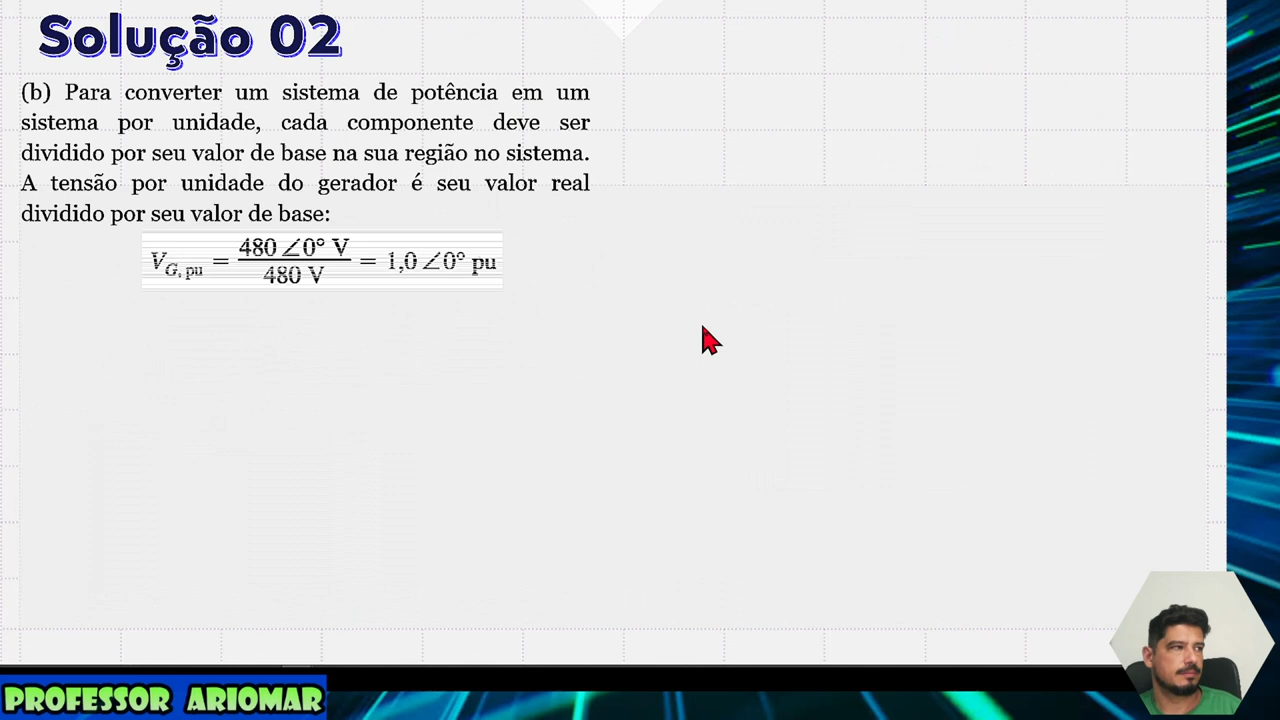 Solução 02
(b) Para converter um sistema de potência em um
sistema por unidade, cada componente deve ser
dividido por seu valor de base na sua região no sistema.
A tensão por unidade do gerador é seu valor real
dividido por seu valor de base:
V_{G, pu} = \frac{480 ∠0° V}{480 V} = 1,0 ∠0° pu
PROFESSOR ARIOMAR